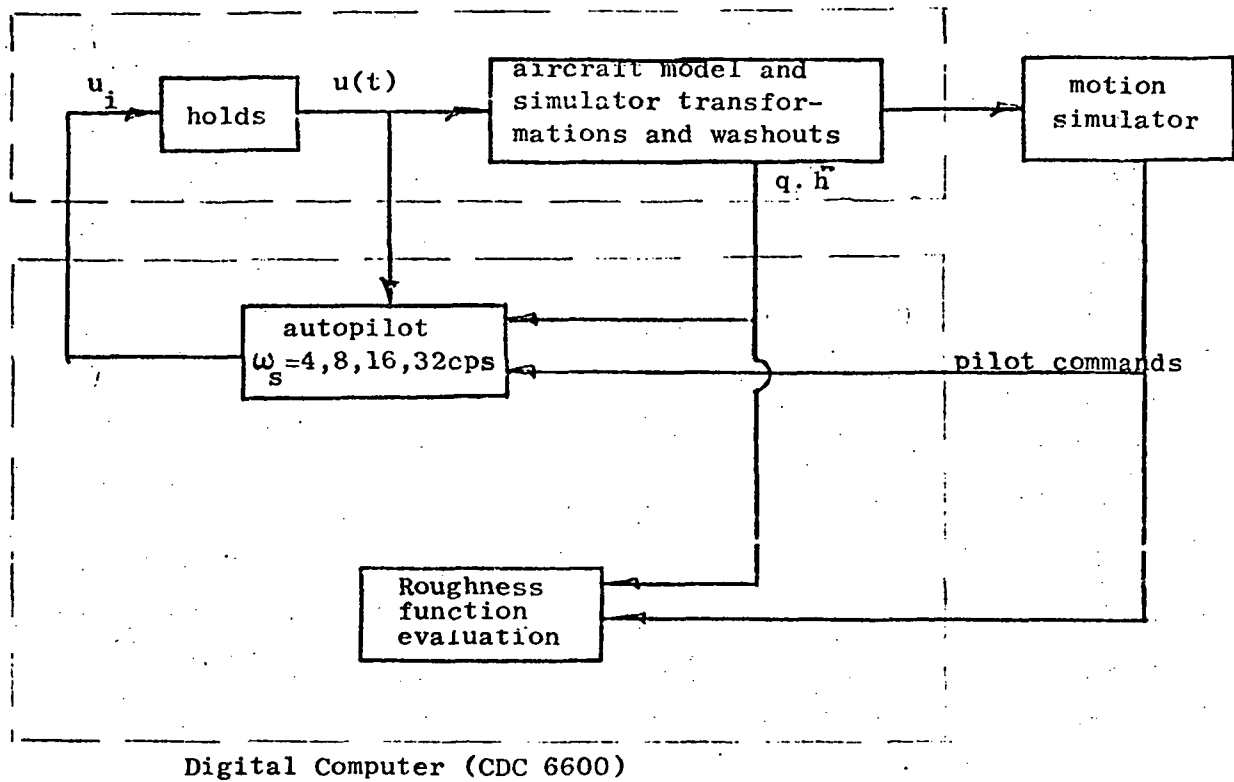 u_i
holds
u(t)
aircraft model and
simulator transfor-
mations and washouts
motion
simulator
q. ḧ
autopilot
ω_s=4,8,16,32cps
pilot commands
Roughness
function
evaluation
Digital Computer (CDC 6600)